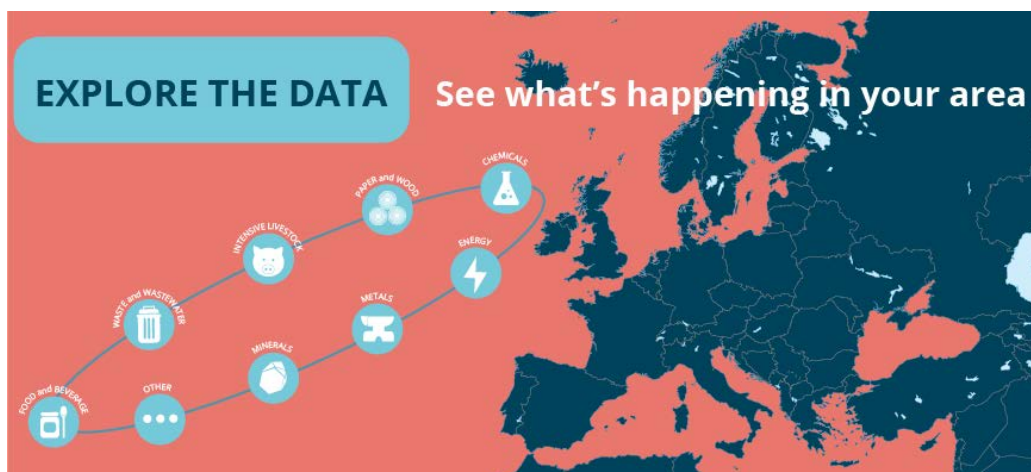 EXPLORE THE DATA
See what's happening in your area
CHEMICALS
PAPER and WOOD
INTENSIVE LIVESTOCK
ENERGY
WASTE and WASTEWATER
METALS
MINERALS
OTHER
FOOD and BEVERAGE